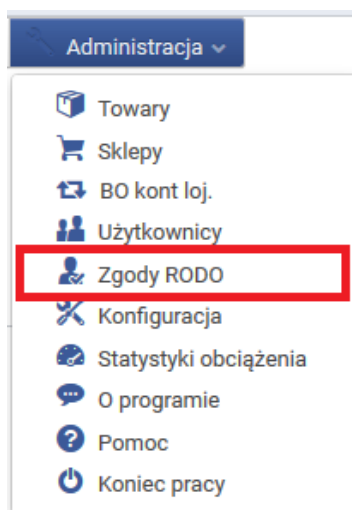 Administracja
Towary
Sklepy
BO kont loj.
Użytkownicy
Zgody RODO
Konfiguracja
Statystyki obciążenia
O programie
Pomoc
Koniec pracy